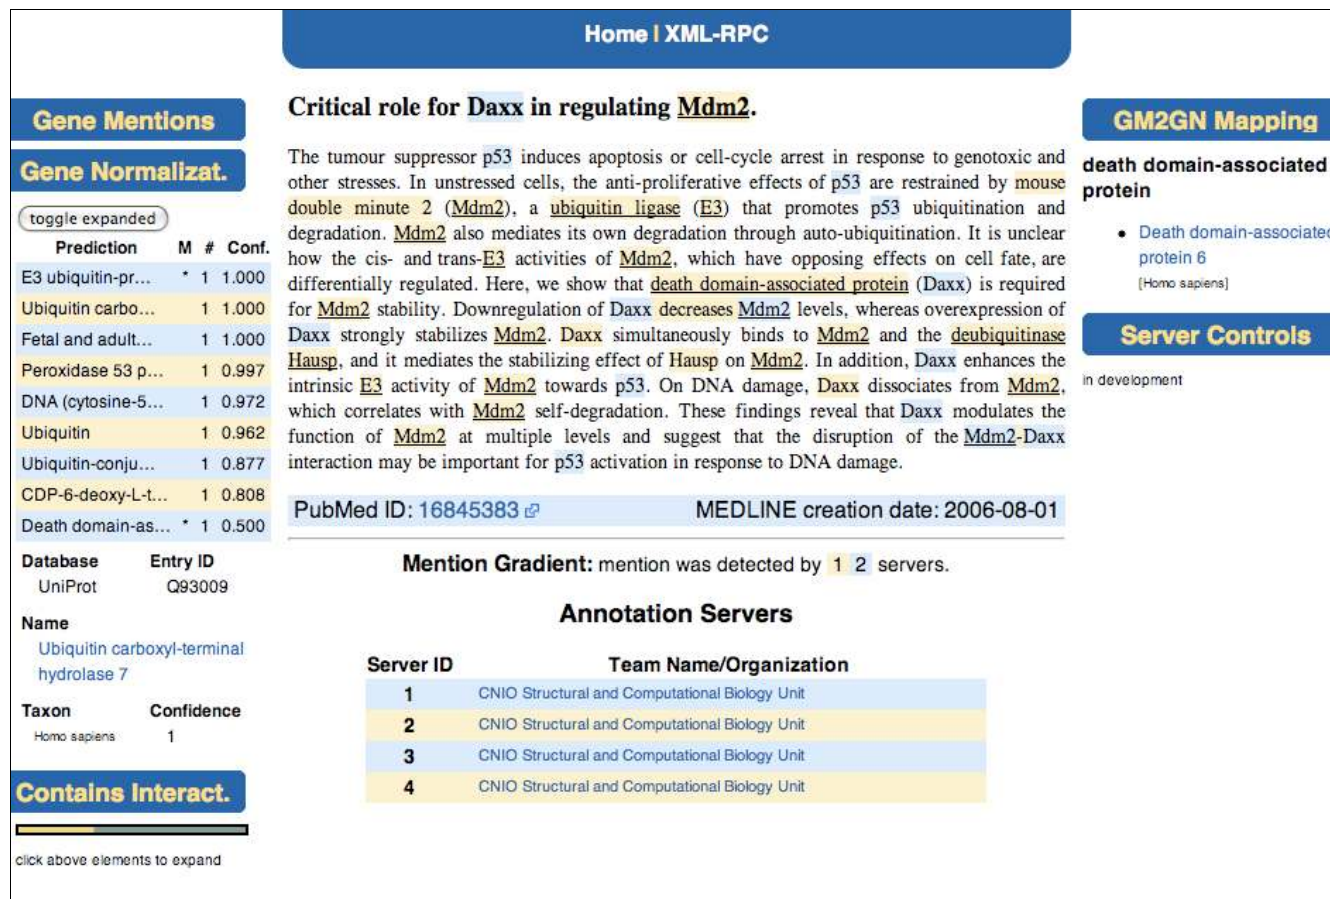 Home | XML-RPC
Gene Mentions
Gene Normalizat.
toggle expanded
Prediction M # Conf.
E3 ubiquitin-pr... * 1 1.000
Ubiquitin carbo... 1 1.000
Fetal and adult... 1 1.000
Peroxidase 53 p... 1 0.997
DNA (cytosine-5... 1 0.972
Ubiquitin 1 0.962
Ubiquitin-conju... 1 0.877
CDP-6-deoxy-L-t... 1 0.808
Death domain-as... * 1 0.500
Database Entry ID
UniProt Q93009
Name
Ubiquitin carboxyl-terminal
hydrolase 7
Taxon Confidence
Homo sapiens 1
Contains Interact.
click above elements to expand
Critical role for Daxx in regulating Mdm2.
The tumour suppressor p53 induces apoptosis or cell-cycle arrest in response to genotoxic and
other stresses. In unstressed cells, the anti-proliferative effects of p53 are restrained by mouse
double minute 2 (Mdm2), a ubiquitin ligase (E3) that promotes p53 ubiquitination and
degradation. Mdm2 also mediates its own degradation through auto-ubiquitination. It is unclear
how the cis- and trans-E3 activities of Mdm2, which have opposing effects on cell fate, are
differentially regulated. Here, we show that death domain-associated protein (Daxx) is required
for Mdm2 stability. Downregulation of Daxx decreases Mdm2 levels, whereas overexpression of
Daxx strongly stabilizes Mdm2. Daxx simultaneously binds to Mdm2 and the deubiquitinase
Hausp, and it mediates the stabilizing effect of Hausp on Mdm2. In addition, Daxx enhances the
intrinsic E3 activity of Mdm2 towards p53. On DNA damage, Daxx dissociates from Mdm2,
which correlates with Mdm2 self-degradation. These findings reveal that Daxx modulates the
function of Mdm2 at multiple levels and suggest that the disruption of the Mdm2-Daxx
interaction may be important for p53 activation in response to DNA damage.
PubMed ID: 16845383 MEDLINE creation date: 2006-08-01
Mention Gradient: mention was detected by 1 2 servers.
Annotation Servers
Server ID Team Name/Organization
1 CNIO Structural and Computational Biology Unit
2 CNIO Structural and Computational Biology Unit
3 CNIO Structural and Computational Biology Unit
4 CNIO Structural and Computational Biology Unit
GM2GN Mapping
death domain-associated
protein
• Death domain-associated
protein 6
[Homo sapiens]
Server Controls
in development